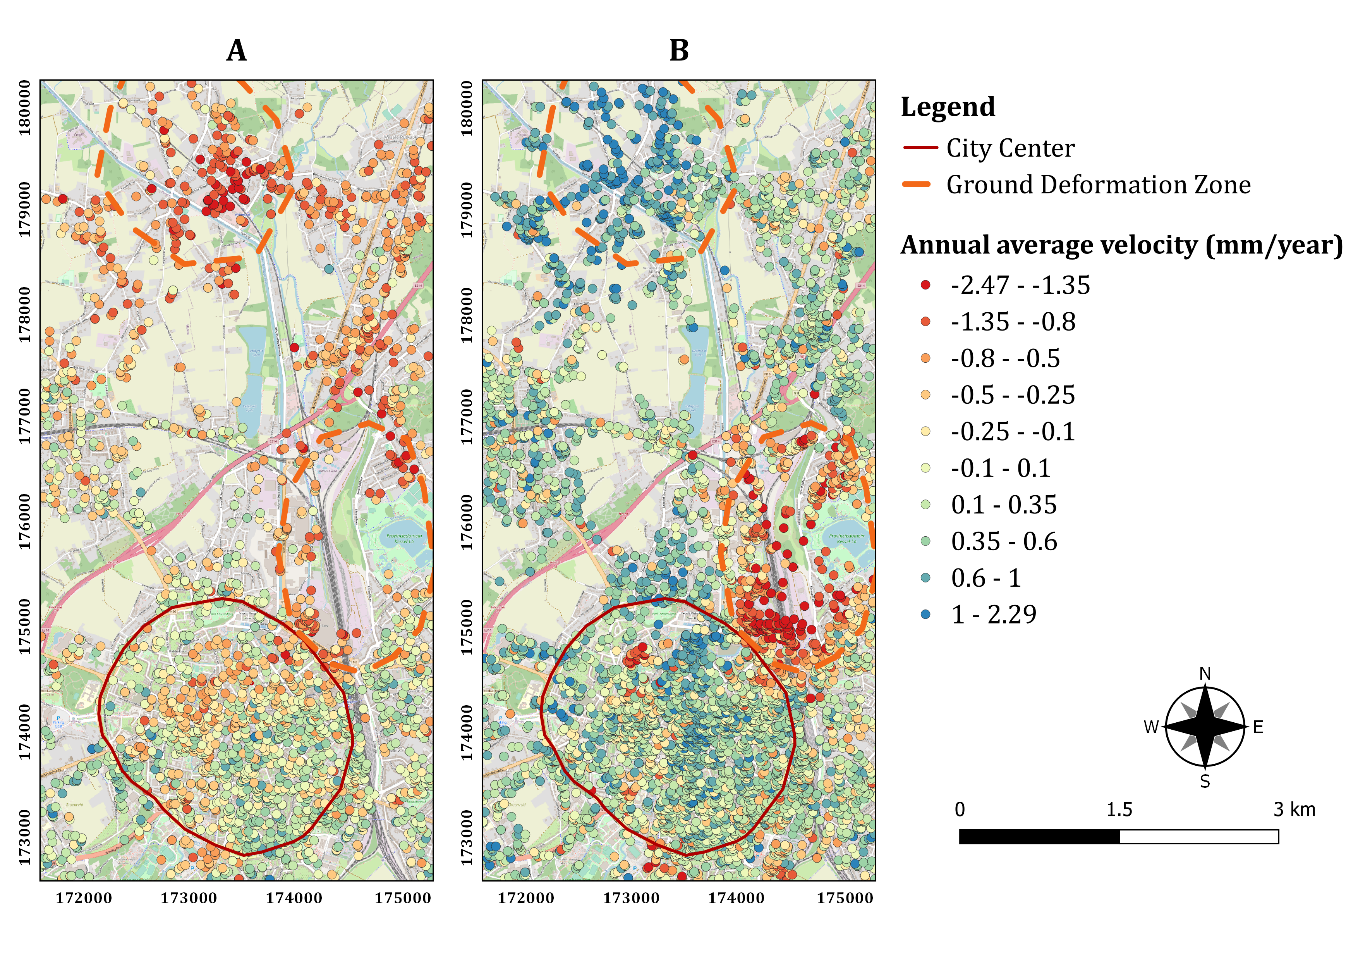 A
B
180000
179000
178000
177000
176000
175000
174000
173000
172000
173000
174000
175000
180000
179000
178000
177000
176000
175000
174000
173000
172000
173000
174000
175000
Legend
City Center
Ground Deformation Zone
Annual average velocity (mm/year)
-2.47 - -1.35
-1.35 - -0.8
-0.8 - -0.5
-0.5 - -0.25
-0.25 - -0.1
-0.1 - 0.1
0.1 - 0.35
0.35 - 0.6
0.6 - 1
1 - 2.29
N
W
E
S
0
1.5
3 km